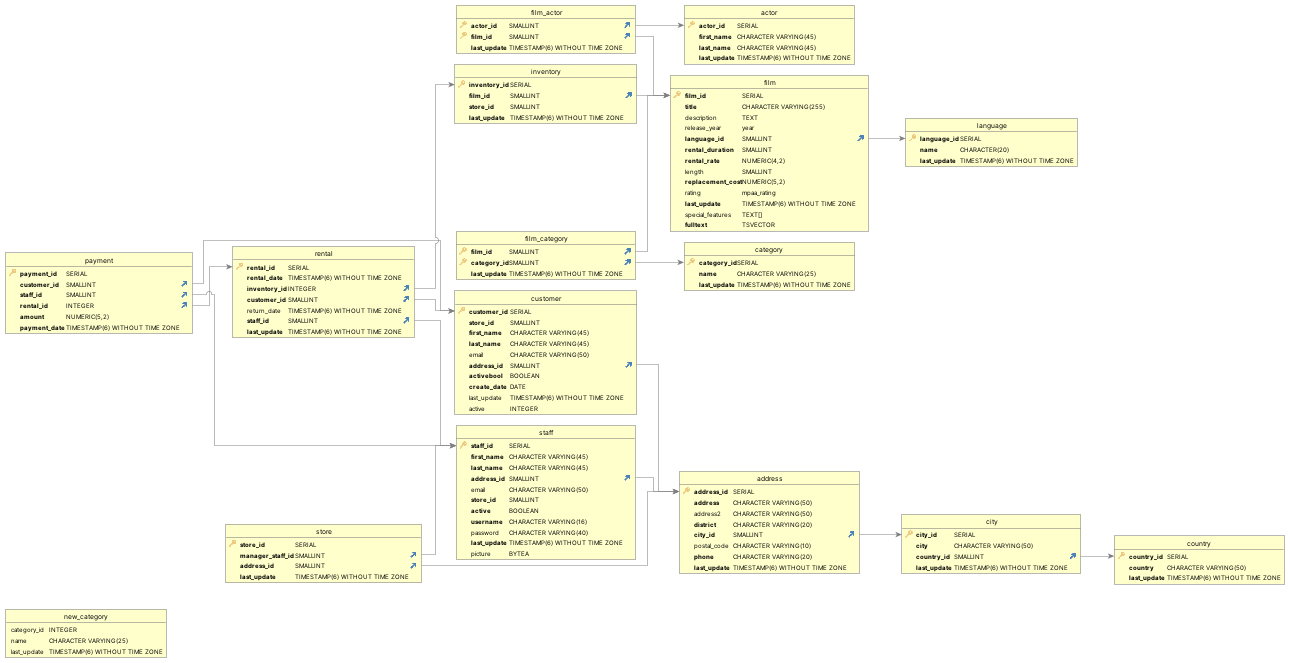 film_actor
actor_id SMALLINT
film_id SMALLINT
last_update TIMESTAMP(6) WITHOUT TIME ZONE
actor
actor_id SERIAL
first_name CHARACTER VARYING(45)
last_name CHARACTER VARYING(45)
last_update TIMESTAMP(6) WITHOUT TIME ZONE
inventory
inventory_id SERIAL
film_id SMALLINT
store_id SMALLINT
last_update TIMESTAMP(6) WITHOUT TIME ZONE
film
film_id SERIAL
title CHARACTER VARYING(255)
description TEXT
release_year year
language_id SMALLINT
rental_duration SMALLINT
rental_rate NUMERIC(4,2)
length SMALLINT
replacement_cost NUMERIC(5,2)
rating mpaa_rating
last_update TIMESTAMP(6) WITHOUT TIME ZONE
special_features TEXT[]
fulltext TSVECTOR
language
language_id SERIAL
name CHARACTER(20)
last_update TIMESTAMP(6) WITHOUT TIME ZONE
film_category
film_id SMALLINT
category_id SMALLINT
last_update TIMESTAMP(6) WITHOUT TIME ZONE
category
category_id SERIAL
name CHARACTER VARYING(25)
last_update TIMESTAMP(6) WITHOUT TIME ZONE
payment
payment_id SERIAL
customer_id SMALLINT
staff_id SMALLINT
rental_id INTEGER
amount NUMERIC(5,2)
payment_date TIMESTAMP(6) WITHOUT TIME ZONE
rental
rental_id SERIAL
rental_date TIMESTAMP(6) WITHOUT TIME ZONE
inventory_id INTEGER
customer_id SMALLINT
return_date TIMESTAMP(6) WITHOUT TIME ZONE
staff_id SMALLINT
last_update TIMESTAMP(6) WITHOUT TIME ZONE
customer
customer_id SERIAL
store_id SMALLINT
first_name CHARACTER VARYING(45)
last_name CHARACTER VARYING(45)
email CHARACTER VARYING(50)
address_id SMALLINT
activebool BOOLEAN
create_date DATE
last_update TIMESTAMP(6) WITHOUT TIME ZONE
active INTEGER
staff
staff_id SERIAL
first_name CHARACTER VARYING(45)
last_name CHARACTER VARYING(45)
address_id SMALLINT
email CHARACTER VARYING(50)
store_id SMALLINT
active BOOLEAN
username CHARACTER VARYING(16)
password CHARACTER VARYING(40)
last_update TIMESTAMP(6) WITHOUT TIME ZONE
picture BYTEA
address
address_id SERIAL
address CHARACTER VARYING(50)
address2 CHARACTER VARYING(50)
district CHARACTER VARYING(20)
city_id SMALLINT
postal_code CHARACTER VARYING(10)
phone CHARACTER VARYING(20)
last_update TIMESTAMP(6) WITHOUT TIME ZONE
city
city_id SERIAL
city CHARACTER VARYING(50)
country_id SMALLINT
last_update TIMESTAMP(6) WITHOUT TIME ZONE
country
country_id SERIAL
country CHARACTER VARYING(50)
last_update TIMESTAMP(6) WITHOUT TIME ZONE
store
store_id SERIAL
manager_staff_id SMALLINT
address_id SMALLINT
last_update TIMESTAMP(6) WITHOUT TIME ZONE
new_category
category_id INTEGER
name CHARACTER VARYING(25)
last_update TIMESTAMP(6) WITHOUT TIME ZONE